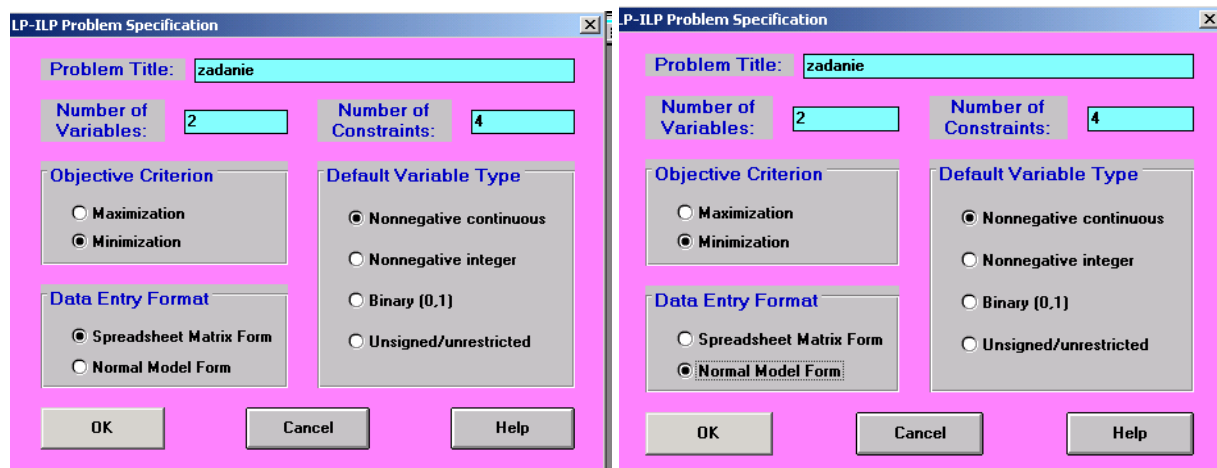 LP-ILP Problem Specification
Problem Title: zadanie
Number of Variables: 2
Number of Constraints: 4
Objective Criterion
Maximization
Minimization
Default Variable Type
Nonnegative continuous
Nonnegative integer
Binary (0,1)
Unsigned/unrestricted
Data Entry Format
Spreadsheet Matrix Form
Normal Model Form
OK
Cancel
Help
LP-ILP Problem Specification
Problem Title: zadanie
Number of Variables: 2
Number of Constraints: 4
Objective Criterion
Maximization
Minimization
Default Variable Type
Nonnegative continuous
Nonnegative integer
Binary (0,1)
Unsigned/unrestricted
Data Entry Format
Spreadsheet Matrix Form
Normal Model Form
OK
Cancel
Help